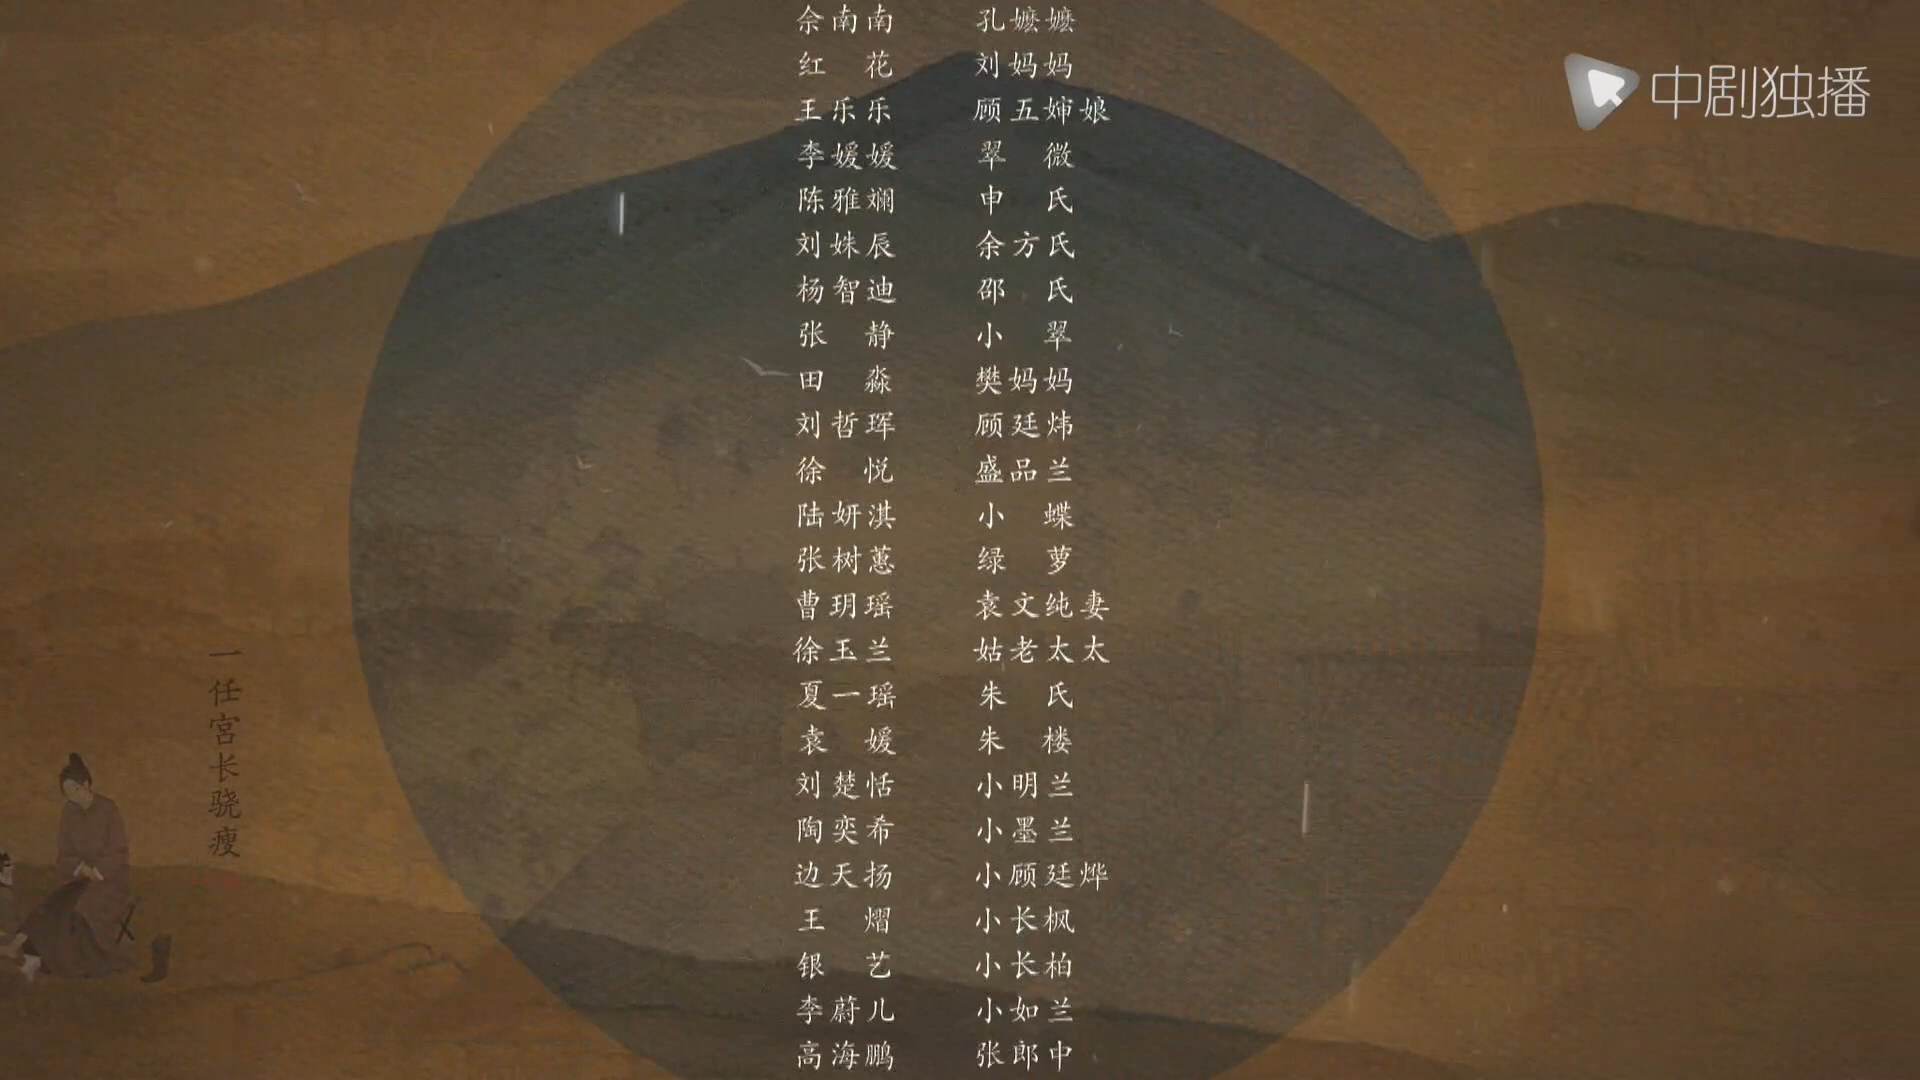 佘南南 孔嬷嬷
红花 刘妈妈
中剧独播
王乐乐 顾五婶娘
李媛媛 翠微
陈雅斓 申氏
刘姝辰 余方氏
杨智迪 邵氏
张静 小翠
田淼 樊妈妈
刘哲珲 顾廷炜
徐悦 盛品兰
陆妍淇 小蝶
张树蕙 绿萝
曹玥瑶 袁文纯妻
徐玉兰 姑老太太
夏一瑶 朱氏
袁媛 朱楼
刘楚恬 小明兰
陶奕希 小墨兰
边天扬 小顾廷烨
王熠 小长枫
银艺 小长柏
李蔚儿 小如兰
高海鹏 张郎中
一任宫长骁瘦